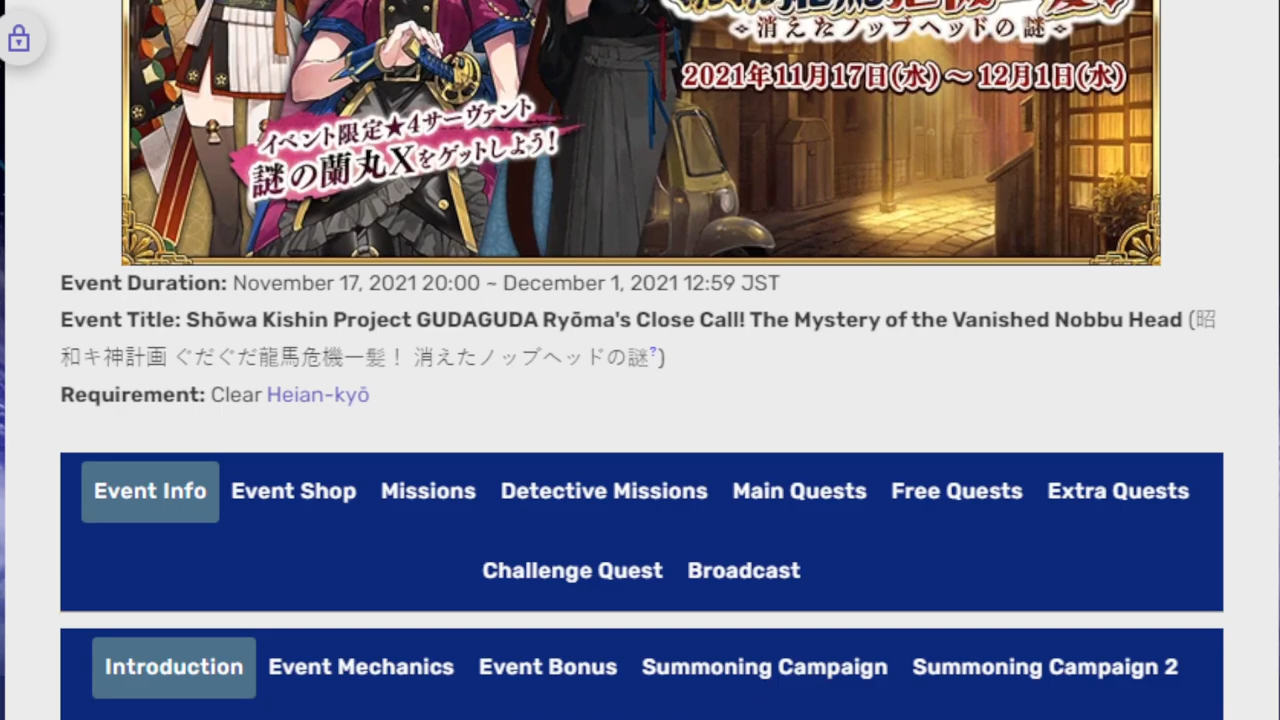 消えたノッブヘッドの謎
2021年11月17日(水)～12月1日(水)
イベント限定★4サーヴァント
謎の蘭丸Xをゲットしよう!
Event Duration: November 17, 2021 20:00 ~ December 1, 2021 12:59 JST
Event Title: Shōwa Kishin Project GUDAGUDA Ryōma's Close Call! The Mystery of the Vanished Nobbu Head (昭
和キ神計画 ぐだぐだ龍馬危機一髪！ 消えたノッブヘッドの謎?)
Requirement: Clear Heian-kyō
Event Info Event Shop Missions Detective Missions Main Quests Free Quests Extra Quests
Challenge Quest Broadcast
Introduction Event Mechanics Event Bonus Summoning Campaign Summoning Campaign 2